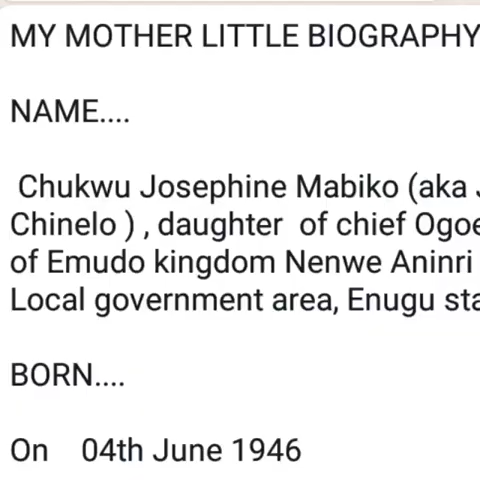 MY MOTHER LITTLE BIOGRAPHY
NAME....
Chukwu Josephine Mabiko (aka
Chinelo ) , daughter of chief
of Emudo kingdom Nenwe Aninri
Local government area, Enugu
BORN....
On 04th June 1946